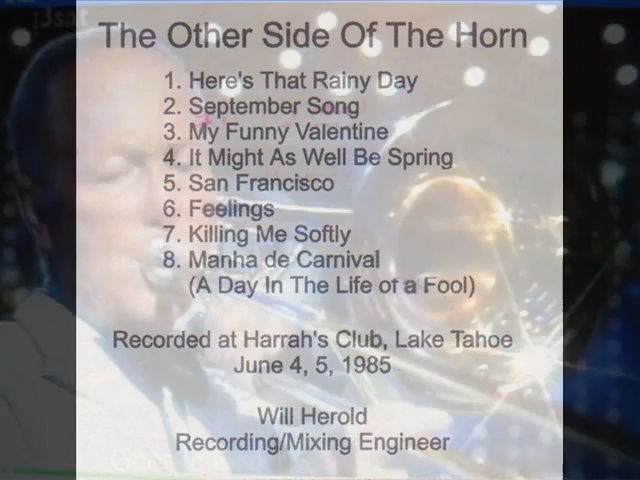 j3sat
The Other Side Of The Horn
1. Here's That Rainy Day
2. September Song
3. My Funny Valentine
4. It Might As Well Be Spring
5. San Francisco
6. Feelings
7. Killing Me Softly
8. Manha de Carnival
(A Day In The Life of a Fool)
Recorded at Harrah's Club, Lake Tahoe
June 4, 5, 1985
Will Herold
Recording/Mixing Engineer